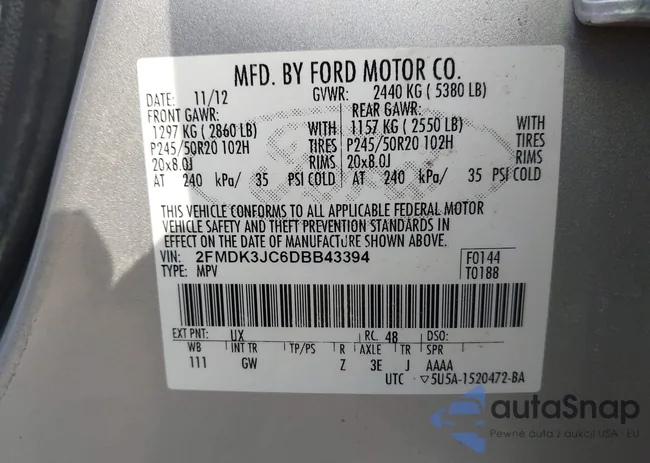 MFD. BY FORD MOTOR CO.
DATE: 11/12 GVWR: 2440 KG ( 5380 LB)
FRONT GAWR: REAR GAWR:
1297 KG ( 2860 LB) WITH 1157 KG ( 2550 LB) WITH
P245/50R20 102H TIRES P245/50R20 102H TIRES
20x8.0J RIMS 20x8.0J RIMS
AT 240 kPa/ 35 PSI COLD AT 240 kPa/ 35 PSI COLD
THIS VEHICLE CONFORMS TO ALL APPLICABLE FEDERAL MOTOR
VEHICLE SAFETY AND THEFT PREVENTION STANDARDS IN
EFFECT ON THE DATE OF MANUFACTURE SHOWN ABOVE.
VIN: 2FMDK3JC6DBB43394 F0144
TYPE: MPV T0188
EXT PNT: UX RC: 48 DSO:
WB INT TR TP/PS R AXLE TR SPR
111 GW Z 3E J AAAA
UTC ▽5U5A-1520472-BA
autaSnap
Pewne auta z aukcji USA i EU